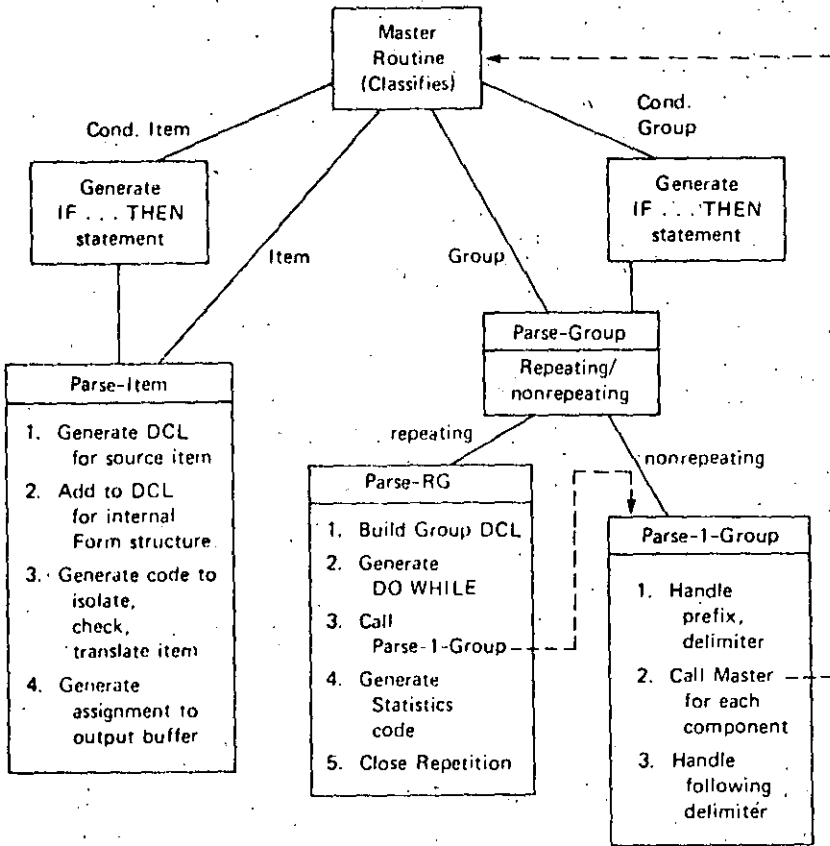 Master
Routine
(Classifies)
Cond. Item
Cond.
Group
Generate
IF . . . THEN
statement
Generate
IF . . . THEN
statement
Item
Group
Parse-Item
1. Generate DCL
for source item
2. Add to DCL
for internal
Form structure
3. Generate code to
isolate,
check,
translate item
4. Generate
assignment to
output buffer
Parse-Group
Repeating/
nonrepeating
repeating
nonrepeating
Parse-RG
1. Build Group DCL
2. Generate
DO WHILE
3. Call
Parse-1-Group
4. Generate
Statistics
code
5. Close Repetition
Parse-1-Group
1. Handle
prefix,
delimiter
2. Call Master
for each
component
3. Handle
following
delimiter